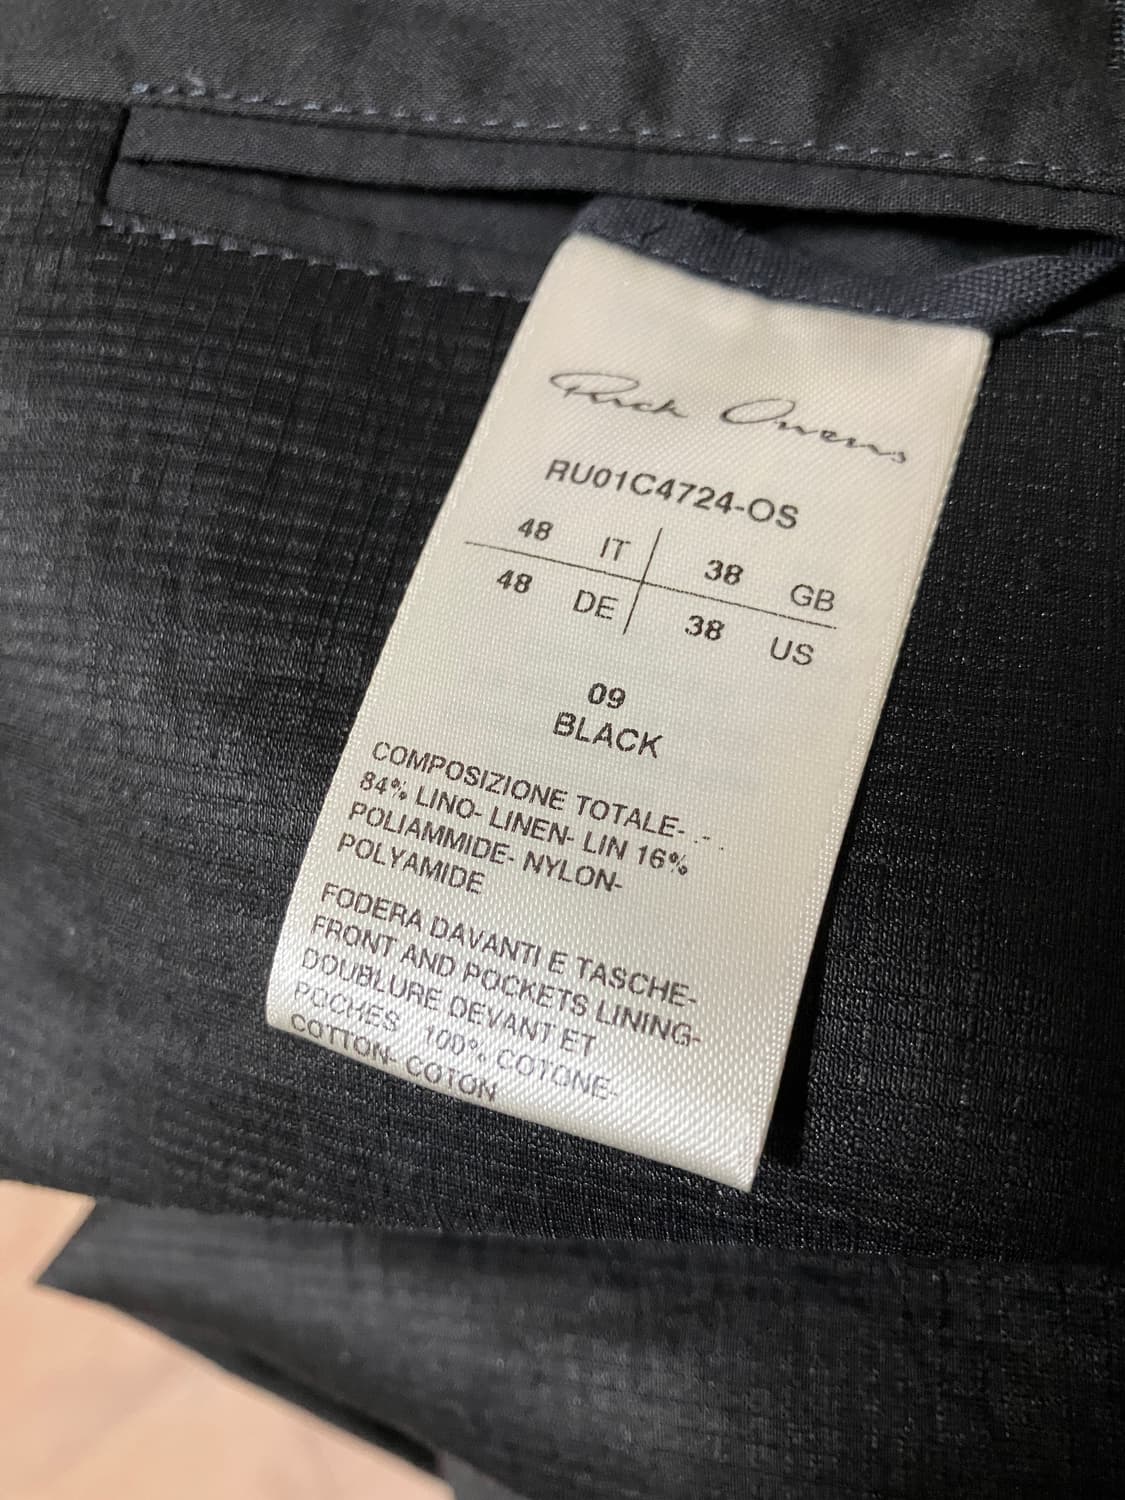 Rick Owens
RU01C4724-OS
48 IT 38 GB
48 DE 38 US
09
BLACK
COMPOSIZIONE TOTALE- .- .
84% LINO- LINEN- LIN 16%
POLIAMMIDE- NYLON-
POLYAMIDE
FODERA DAVANTI E TASCHE-
FRONT AND POCKETS LINING-
DOUBLURE DEVANT ET
POCHES 100% COTONE-
COTTON- COTON